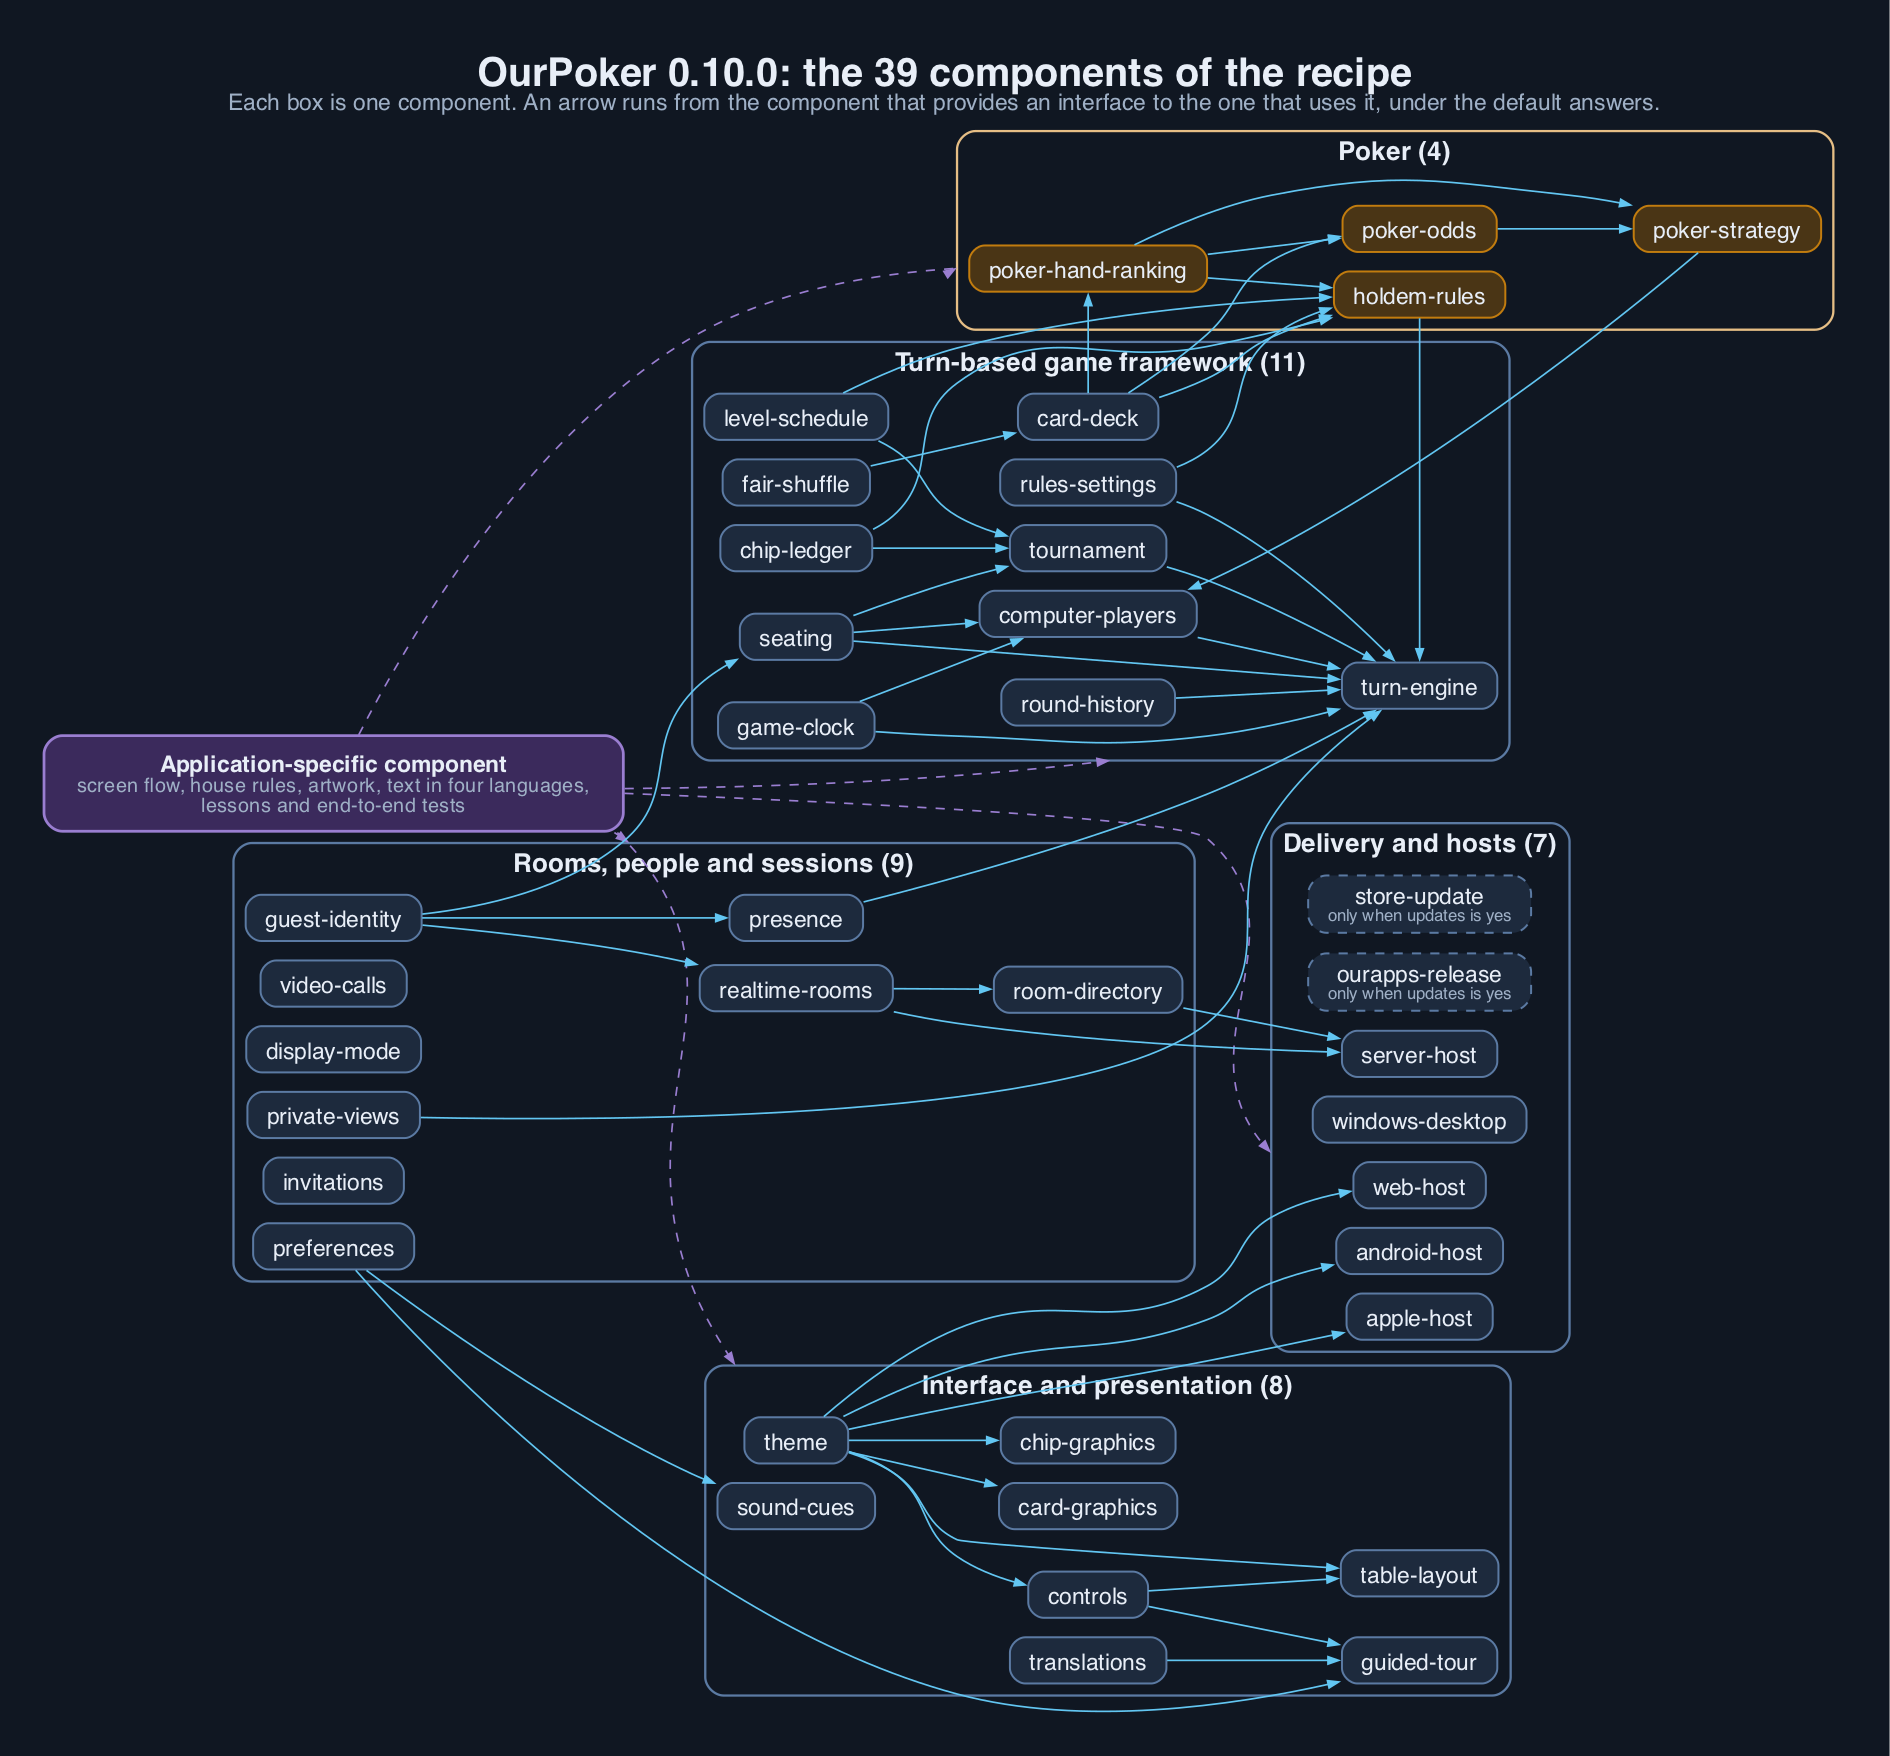 OurPoker 0.10.0: the 39 components of the recipe
Each box is one component. An arrow runs from the component that provides an interface to the one that uses it, under the default answers.
Poker (4)
poker-hand-ranking
poker-odds
poker-strategy
holdem-rules
Turn-based game framework (11)
level-schedule
card-deck
fair-shuffle
rules-settings
chip-ledger
tournament
computer-players
seating
turn-engine
round-history
game-clock
Application-specific component
screen flow, house rules, artwork, text in four languages,
lessons and end-to-end tests
Rooms, people and sessions (9)
guest-identity
presence
video-calls
realtime-rooms
room-directory
display-mode
private-views
invitations
preferences
Delivery and hosts (7)
store-update
only when updates is yes
ourapps-release
only when updates is yes
server-host
windows-desktop
web-host
android-host
apple-host
Interface and presentation (8)
theme
chip-graphics
sound-cues
card-graphics
table-layout
controls
translations
guided-tour